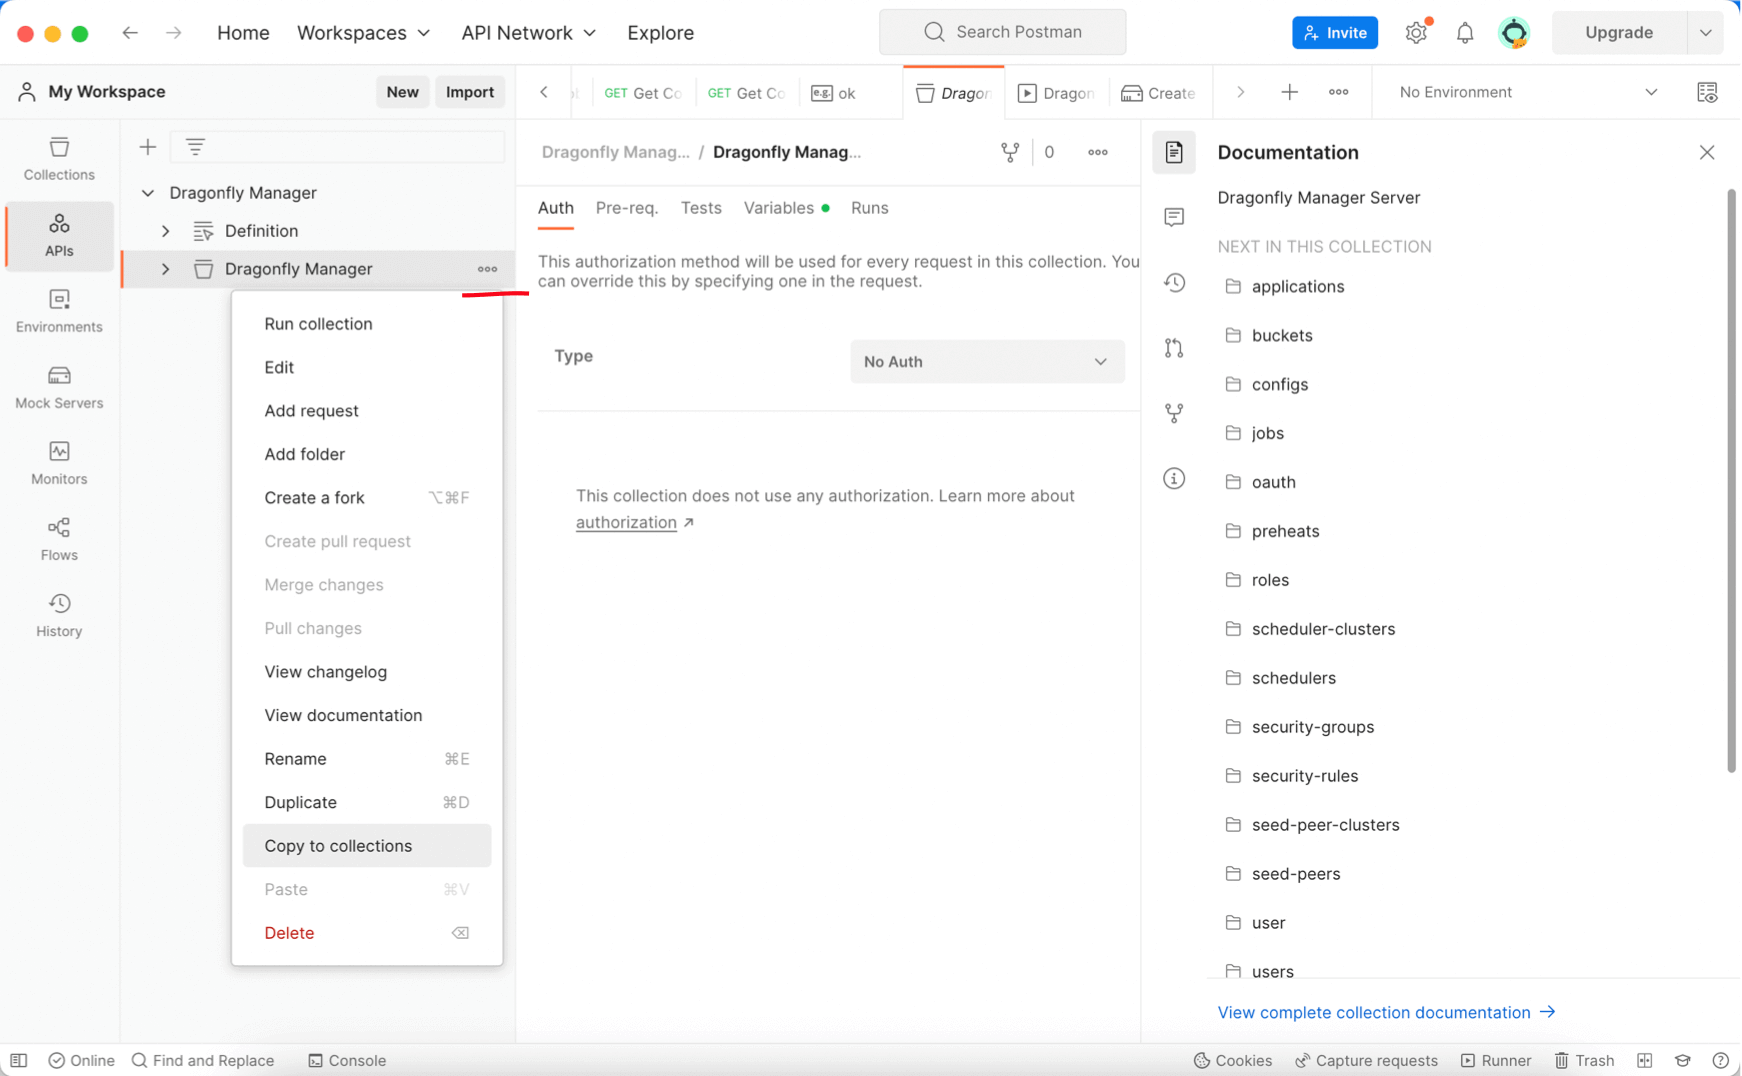 Home Workspaces API Network Explore Search Postman Invite Upgrade
My Workspace New Import
GET Get Co GET Get Co e.g. ok Dragon Dragon Create No Environment
Collections
APIs
Environments
Mock Servers
Monitors
Flows
History
Dragonfly Manager
Definition
Dragonfly Manager
Run collection
Edit
Add request
Add folder
Create a fork ⌥⌘F
Create pull request
Merge changes
Pull changes
View changelog
View documentation
Rename ⌘E
Duplicate ⌘D
Copy to collections
Paste ⌘V
Delete
Dragonfly Manag... / Dragonfly Manag... 0
Auth Pre-req. Tests Variables Runs
This authorization method will be used for every request in this collection. You
can override this by specifying one in the request.
Type No Auth
This collection does not use any authorization. Learn more about
authorization ↗
Documentation
Dragonfly Manager Server
NEXT IN THIS COLLECTION
applications
buckets
configs
jobs
oauth
preheats
roles
scheduler-clusters
schedulers
security-groups
security-rules
seed-peer-clusters
seed-peers
user
users
View complete collection documentation →
Online Find and Replace Console Cookies Capture requests Runner Trash